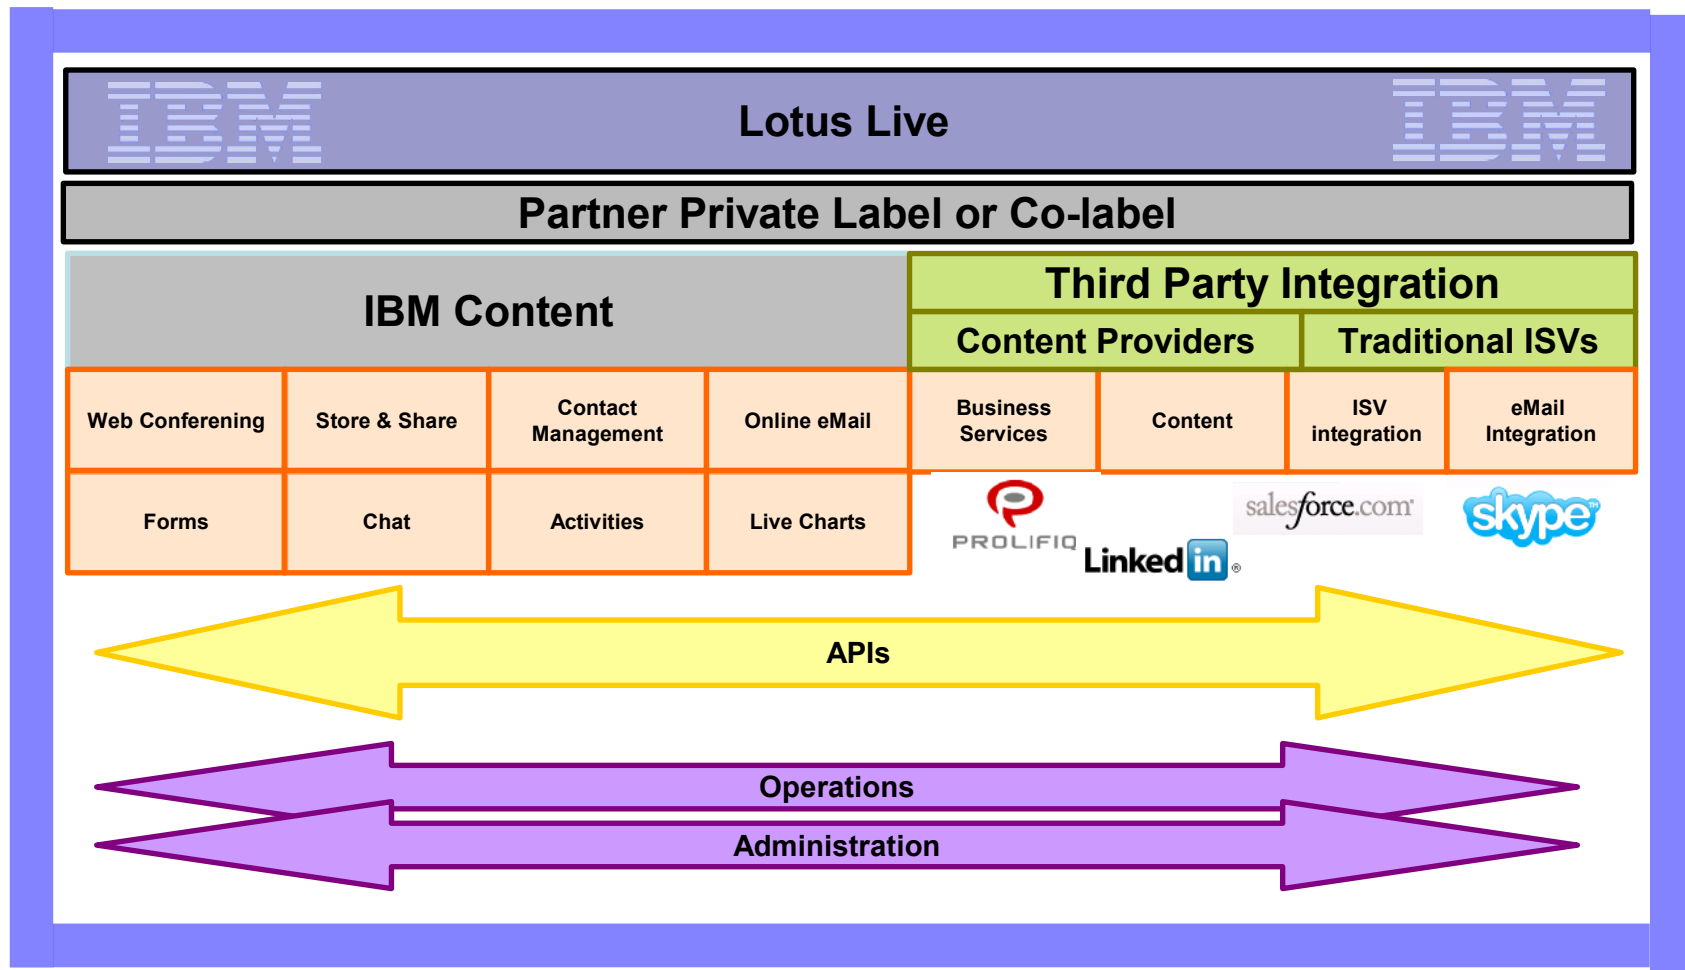 IBM
Lotus Live
IBM
Partner Private Label or Co-label
IBM Content
Third Party Integration
Content Providers
Traditional ISVs
Web Conferening
Store & Share
Contact
Management
Online eMail
Business
Services
Content
ISV
integration
eMail
Integration
Forms
Chat
Activities
Live Charts
PROLIFIQ
Linked in ®
salesforce.com
skype™
APIs
Operations
Administration